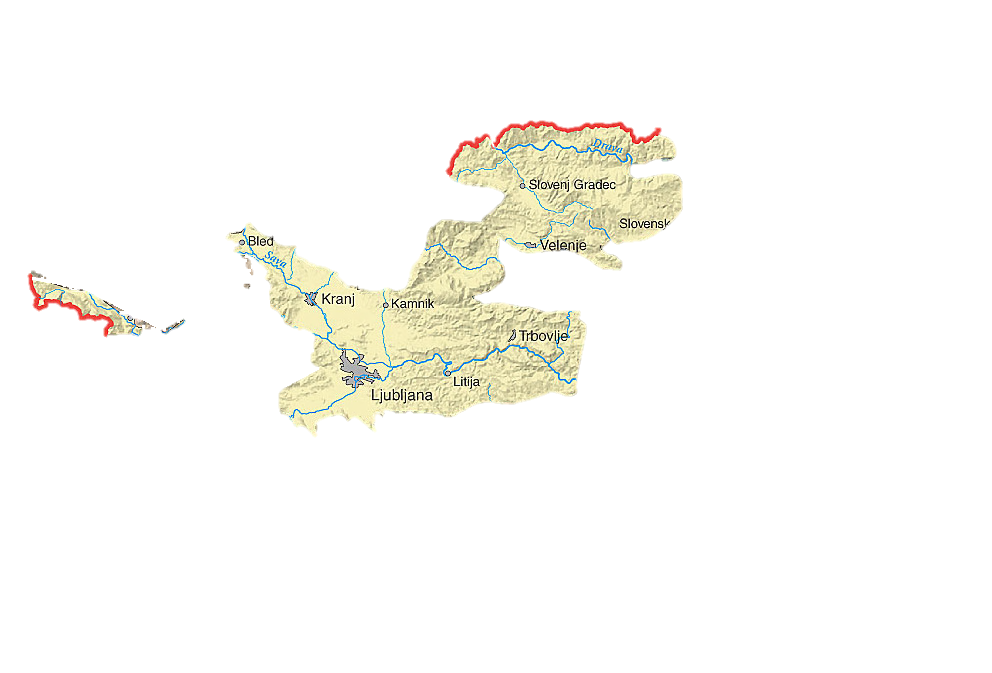 Drava
Slovenj Gradec
Slovensk
Bled
Velenje
Sava
Kranj
Kamnik
Trbovlje
Litija
Ljubljana